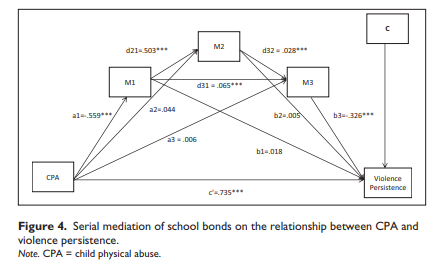 C
M2
d21=.503***
d32 = .028***
M1
d31 = .065***
M3
a1=-.559***
a2=.044
b2=.005
b3=-.326***
a3 = .006
b1=.018
CPA
c'=.735***
Violence
Persistence
Figure 4. Serial mediation of school bonds on the relationship between CPA and
violence persistence.
Note. CPA = child physical abuse.